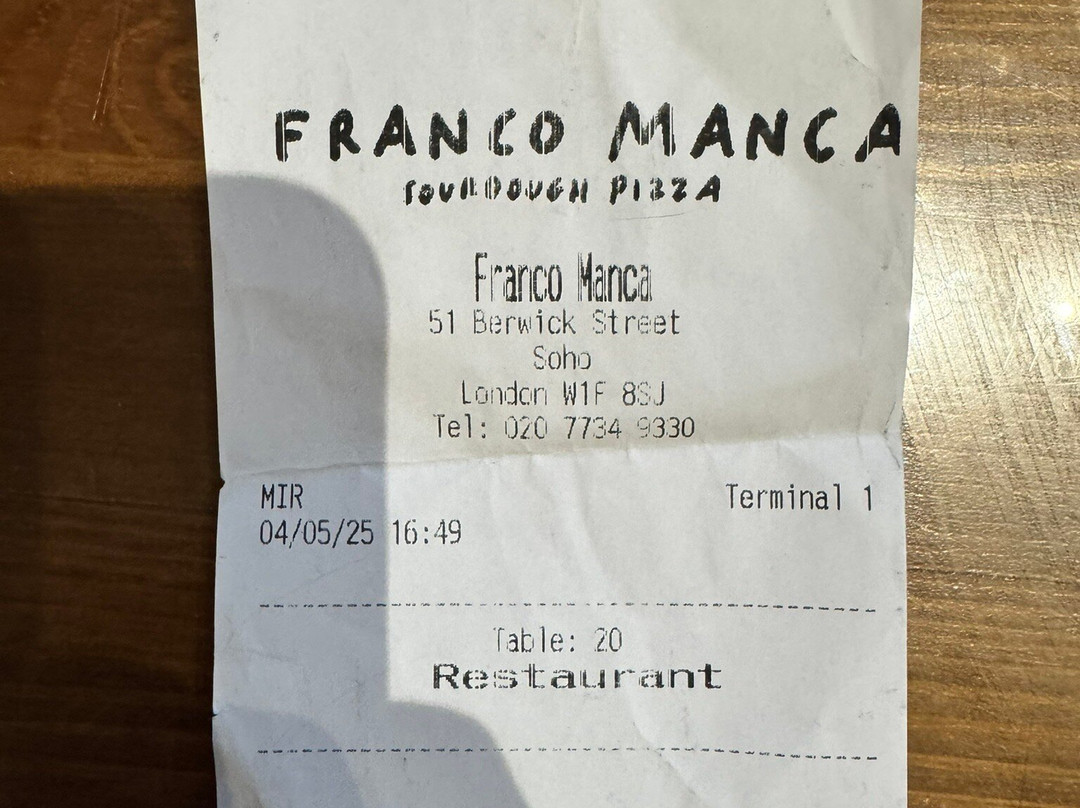 FRANCO MANCA
SOURDOUGH PIZZA
Franco Manca
51 Berwick Street
Soho
London W1F 8SJ
Tel: 020 7734 9330
MIR Terminal 1
04/05/25 16:49
Table: 20
Restaurant